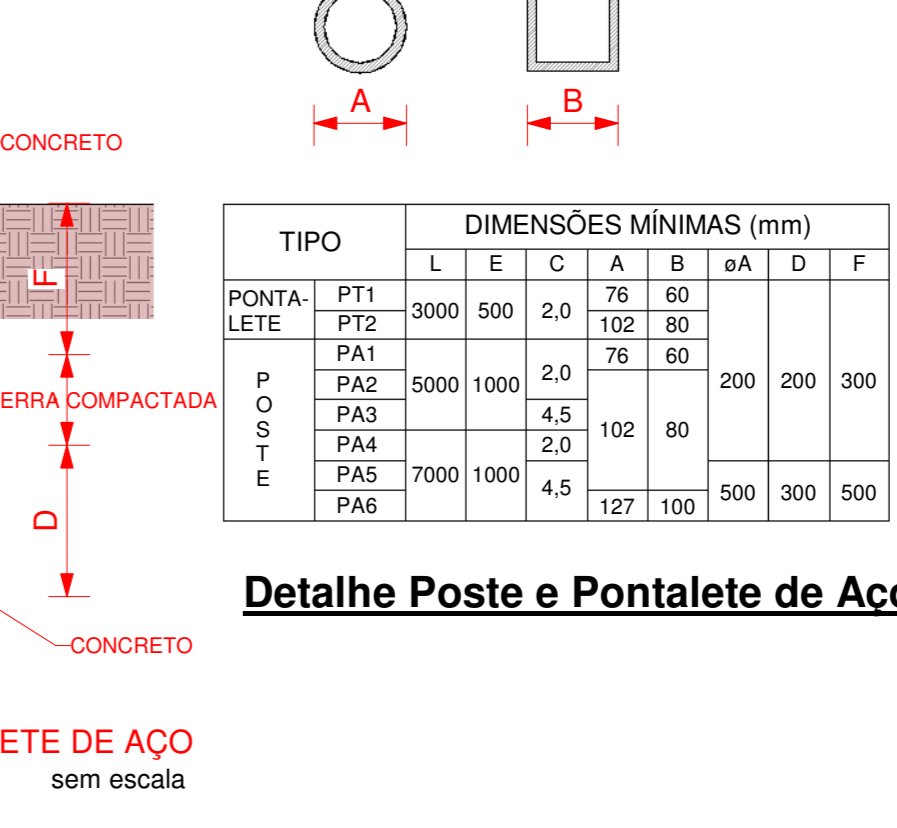 A
B
CONCRETO
F
ERRA COMPACTADA
D
CONCRETO
TIPO DIMENSÕES MÍNIMAS (mm)
L E C A B øA D F
PONTA-
LETE
PT1 3000 500 2,0 76 60 200 200 300
PT2 102 80
POSTE
PA1 5000 1000 2,0 76 60
PA2 102 80
PA3 4,5
PA4 7000 1000 2,0
PA5 4,5 500 300 500
PA6 127 100
Detalhe Poste e Pontalete de Aço
ETE DE AÇO
sem escala